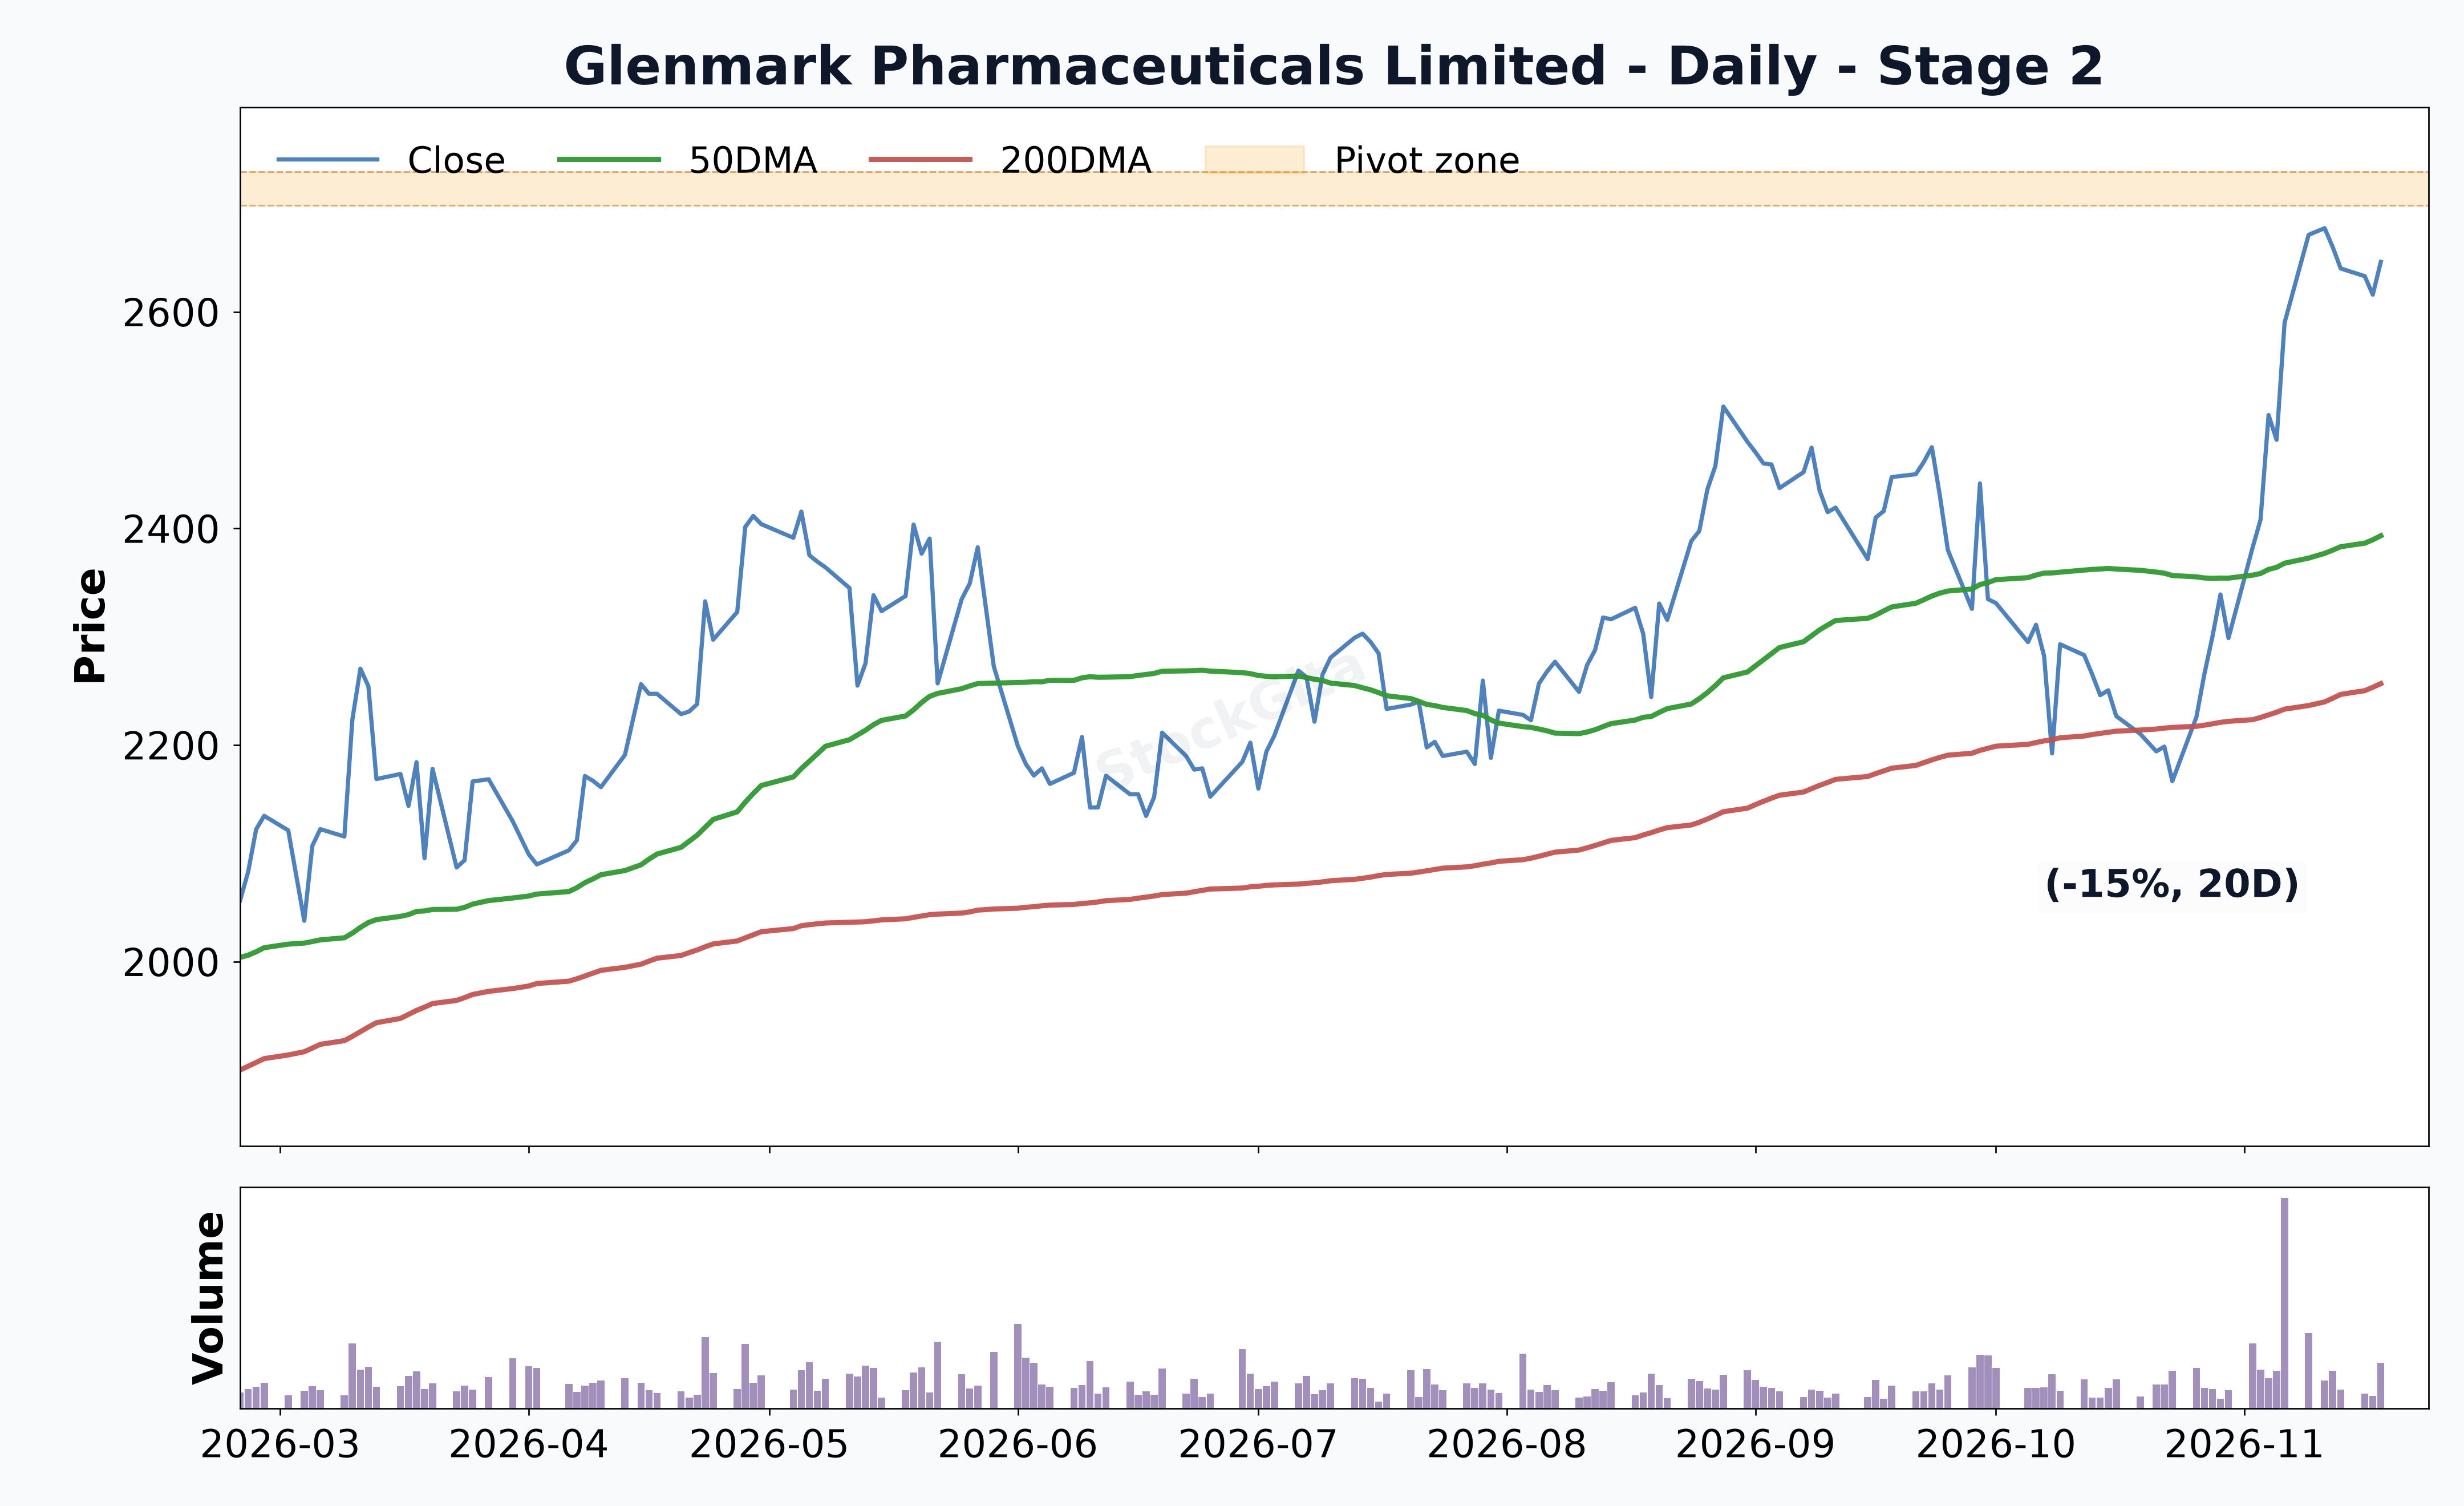 Glenmark Pharmaceuticals Limited - Daily - Stage 2
Close 50DMA 200DMA Pivot zone
Price
2600
2400
2200
2000
StockGita
(-15%, 20D)
Volume
2026-03 2026-04 2026-05 2026-06 2026-07 2026-08 2026-09 2026-10 2026-11